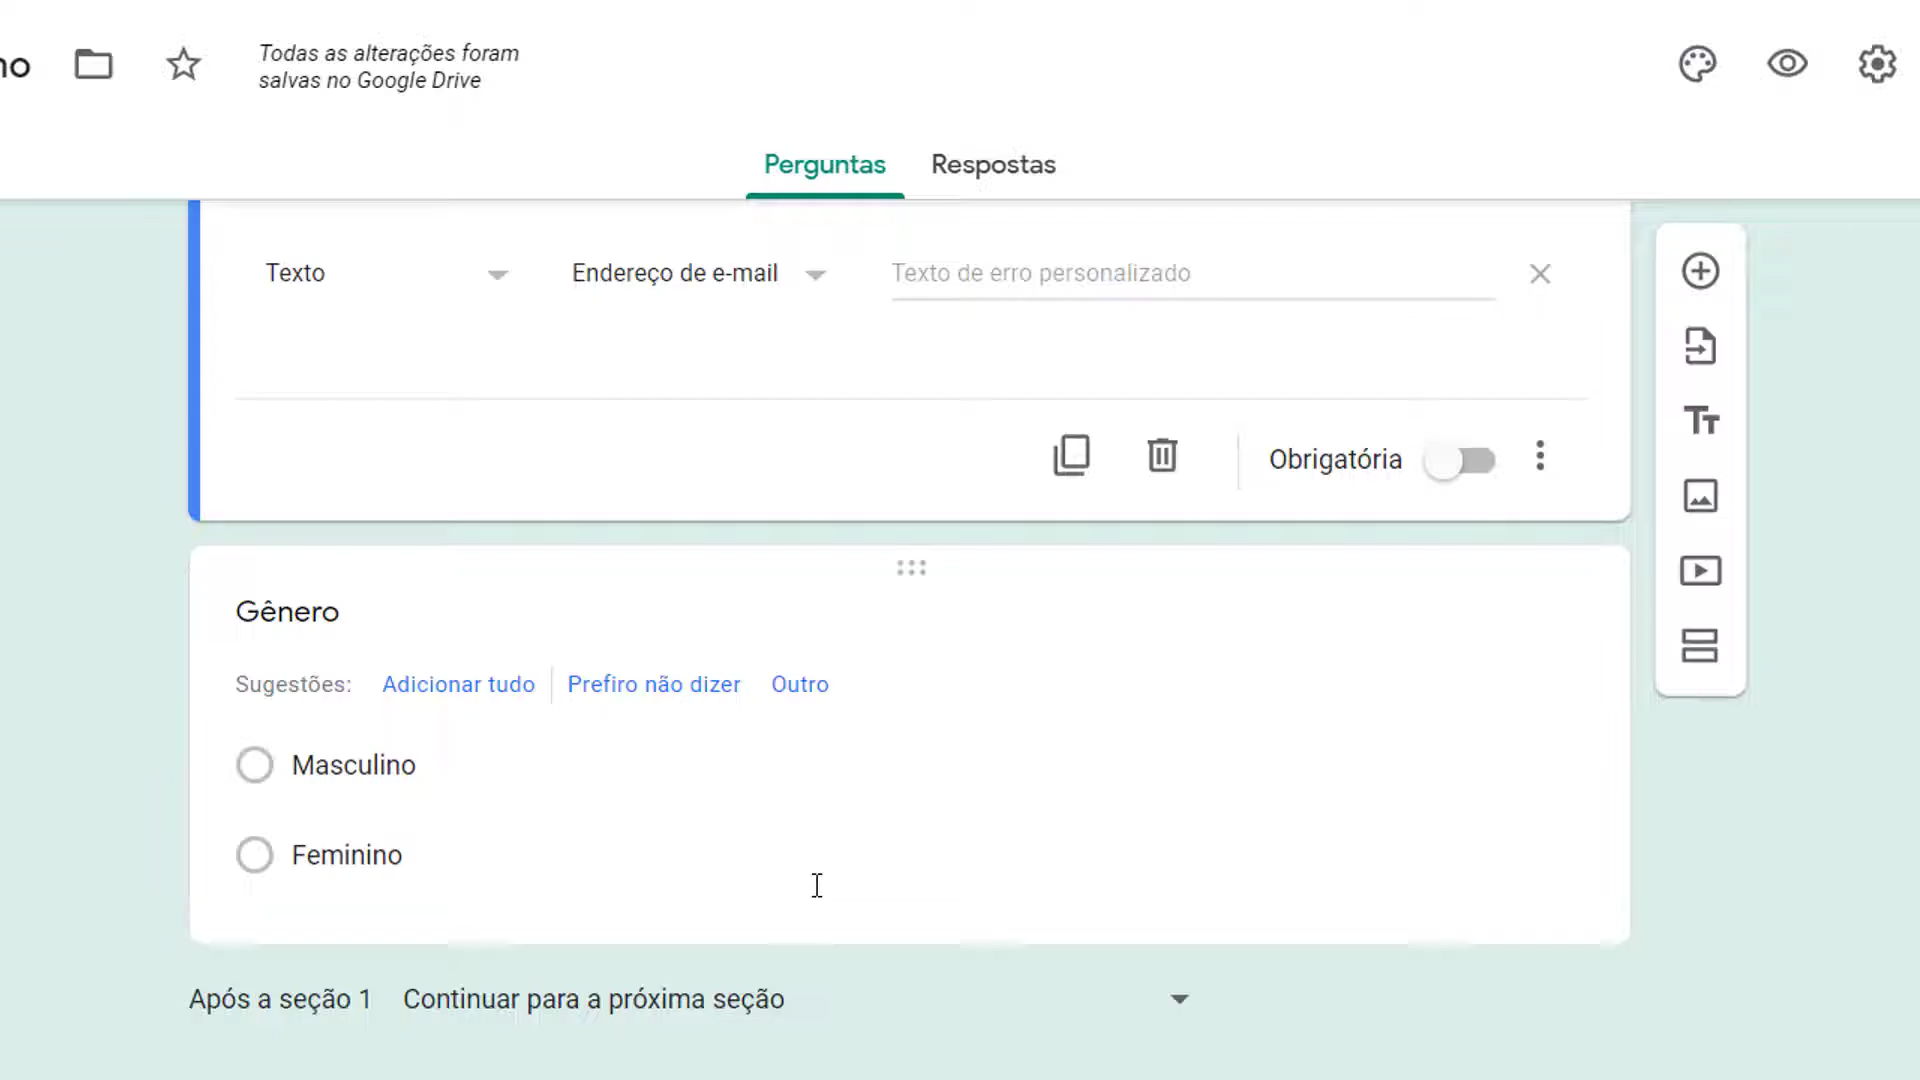 no
Todas as alterações foram
salvas no Google Drive
Perguntas Respostas
Texto Endereço de e-mail Texto de erro personalizado
Obrigatória
Gênero
Sugestões: Adicionar tudo Prefiro não dizer Outro
Masculino
Feminino
Após a seção 1 Continuar para a próxima seção